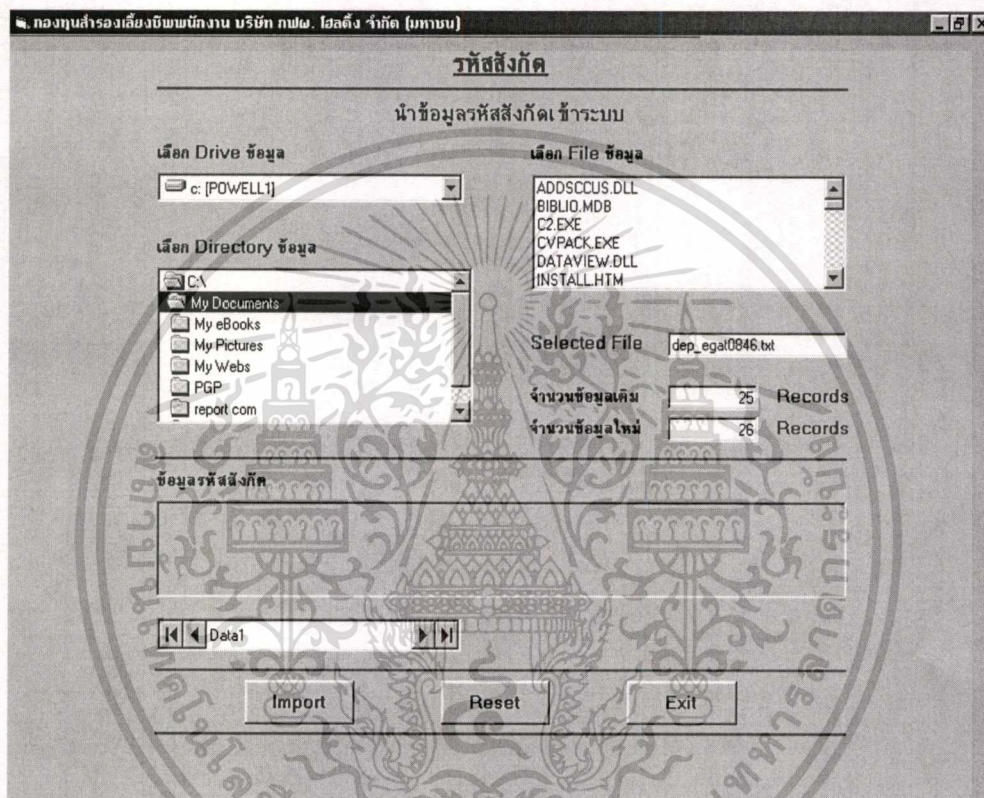 กองทุนสำรองเลี้ยงชีพพนักงาน บริษัท กฟผ. โฮลดิ้ง จำกัด (มหาชน)
รหัสสังกัด
นำข้อมูลรหัสสังกัดเข้าระบบ
เลือก Drive ข้อมูล
c: [POWELL1]
เลือก Directory ข้อมูล
C:\
My Documents
My eBooks
My Pictures
My Webs
PGP
report com
เลือก File ข้อมูล
ADDSCCUS.DLL
BIBLIO.MDB
C2.EXE
CVPACK.EXE
DATAVIEW.DLL
INSTALL.HTM
Selected File dep_egat0846.txt
จำนวนข้อมูลเดิม 25 Records
จำนวนข้อมูลใหม่ 26 Records
ข้อมูลรหัสสังกัด
Data1
Import Reset Exit